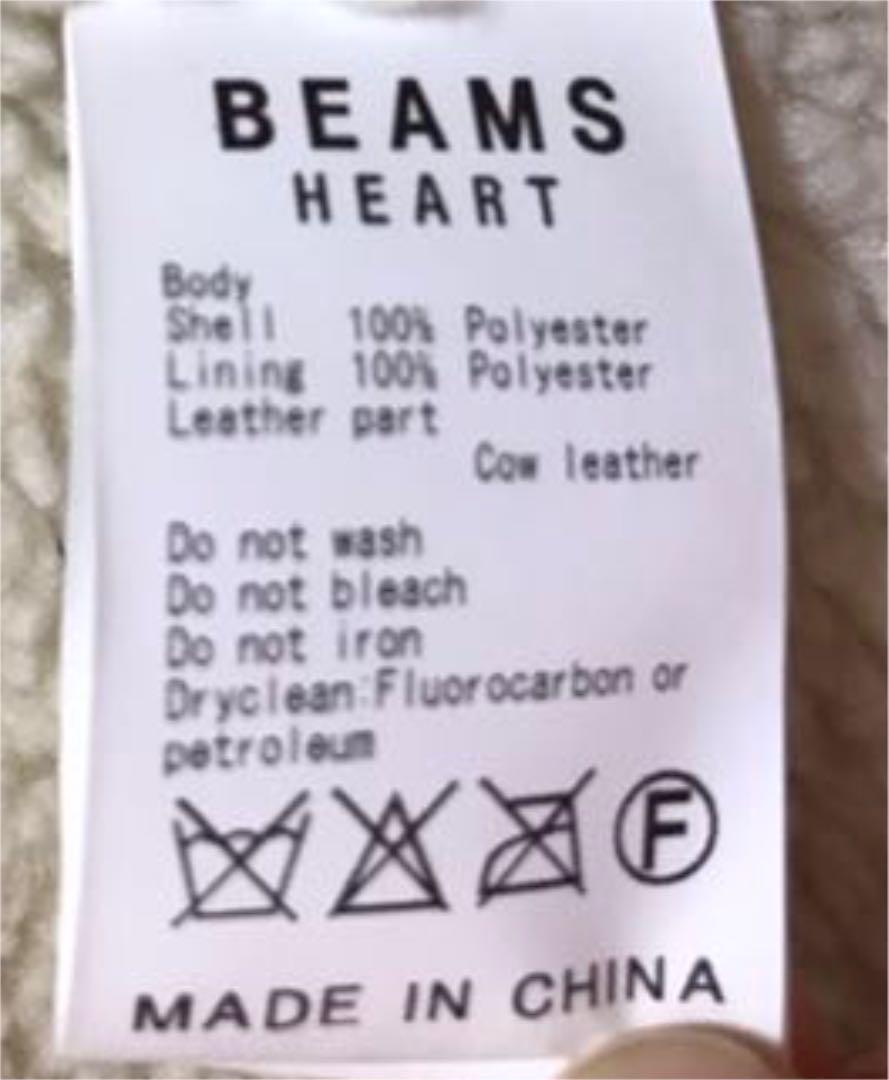 BEAMS
HEART
Body
Shell 100% Polyester
Lining 100% Polyester
Leather part
Cow leather
Do not wash
Do not bleach
Do not iron
Dryclean:Fluorocarbon or
petroleum
F
MADE IN CHINA